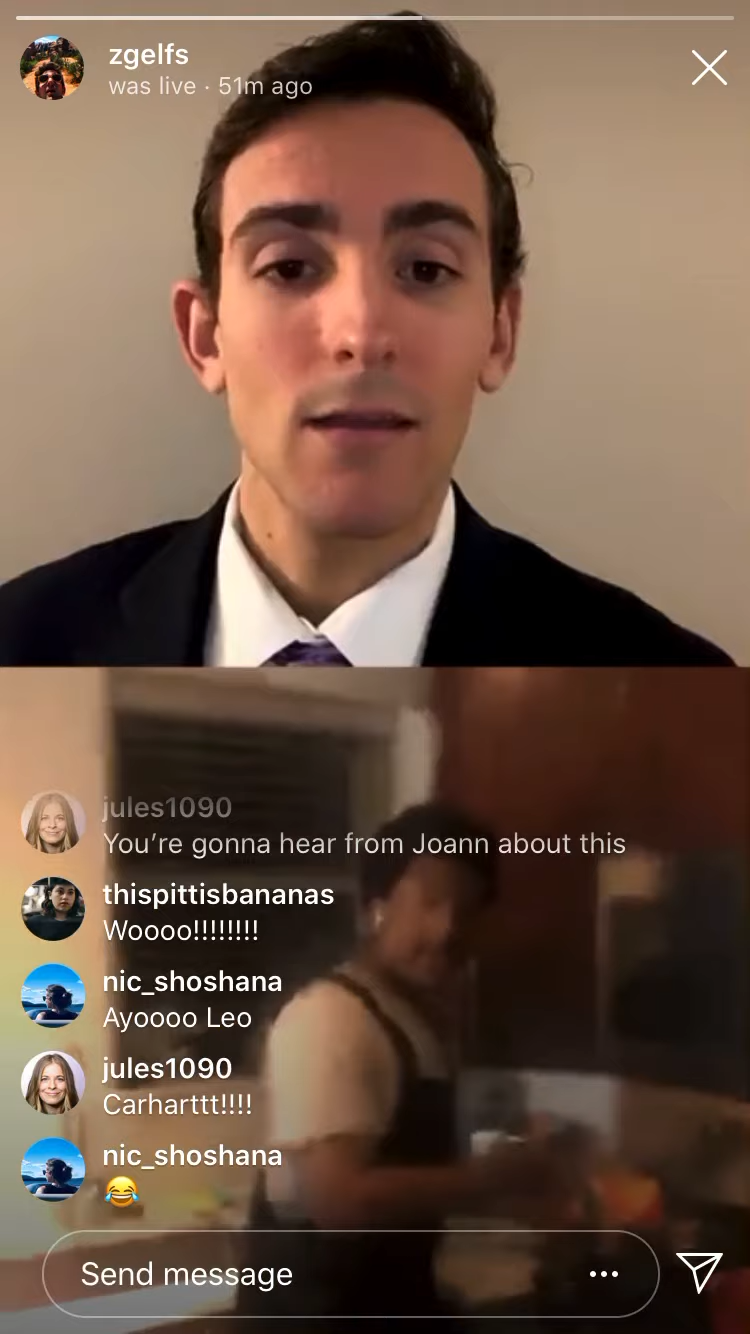 zgelfs
was live · 51m ago
jules1090
You’re gonna hear from Joann about this
thispittisbananas
Woooo!!!!!!!!
nic_shoshana
Ayoooo Leo
jules1090
Carharttt!!!!
nic_shoshana
😂
Send message